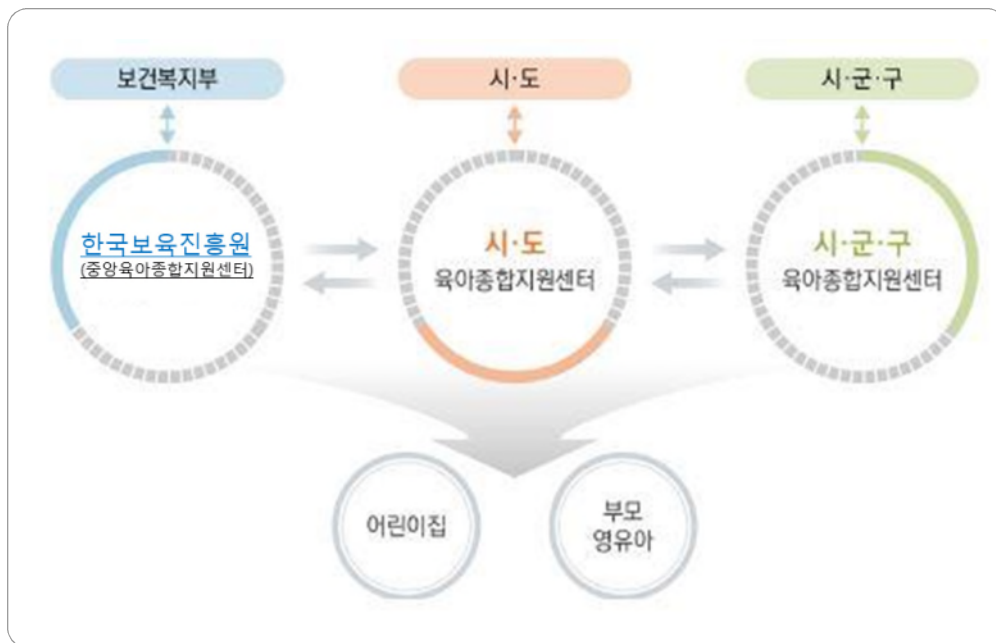 보건복지부
시·도
시·군·구
한국보육진흥원
(중앙육아종합지원센터)
시·도
육아종합지원센터
시·군·구
육아종합지원센터
어린이집
부모
영유아